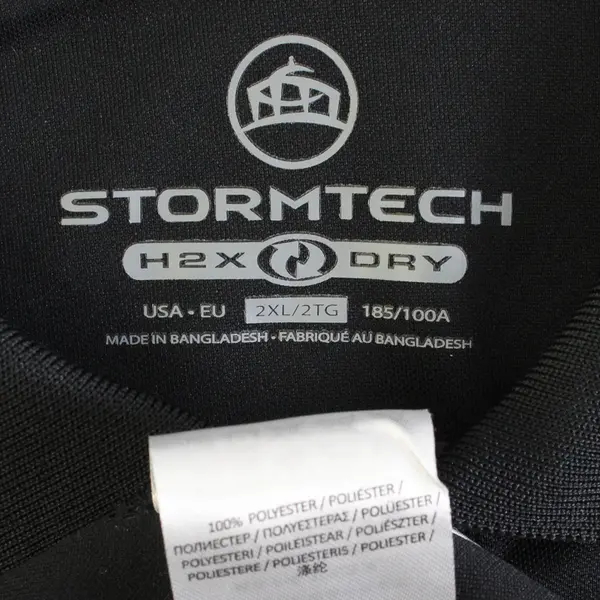 STORMTECH
H2X DRY
USA • EU 2XL/2TG 185/100A
MADE IN BANGLADESH • FABRIQUÉ AU BANGLADESH
100% POLYESTER / POLIÉSTER /
ПОЛИЕСТЕР / ΠΟΛΥΕΣΤΕΡΑΣ / POLÜESTER /
POLYESTERI / POILEISTEAR / POLIÉSZTER /
POLIESTERE / POLIESTERIS / POLIESTER /
涤纶